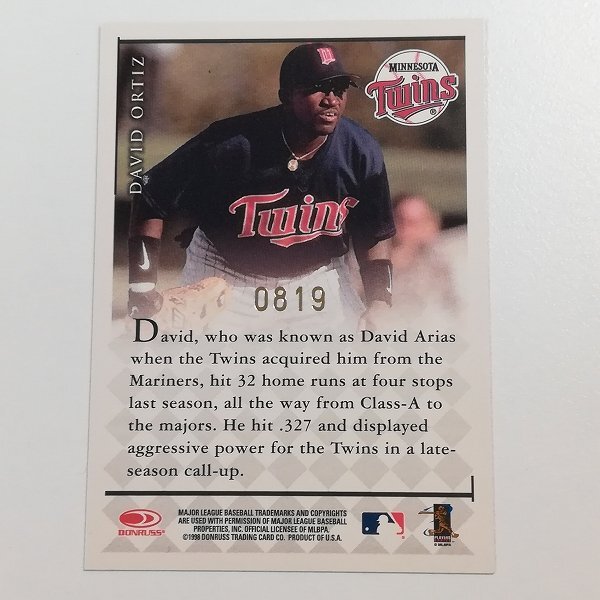 DAVID ORTIZ
MINNESOTA
Twins
®
Twins
0819
David, who was known as David Arias
when the Twins acquired him from the
Mariners, hit 32 home runs at four stops
last season, all the way from Class-A to
the majors. He hit .327 and displayed
aggressive power for the Twins in a late-
season call-up.
DONRUSS®
MAJOR LEAGUE BASEBALL TRADEMARKS AND COPYRIGHTS
ARE USED WITH PERMISSION OF MAJOR LEAGUE BASEBALL
PROPERTIES, INC. OFFICIAL LICENSEE OF MLBPA.
©1998 DONRUSS TRADING CARD CO. PRODUCT OF U.S.A.
PLAYERS
© MLBPA